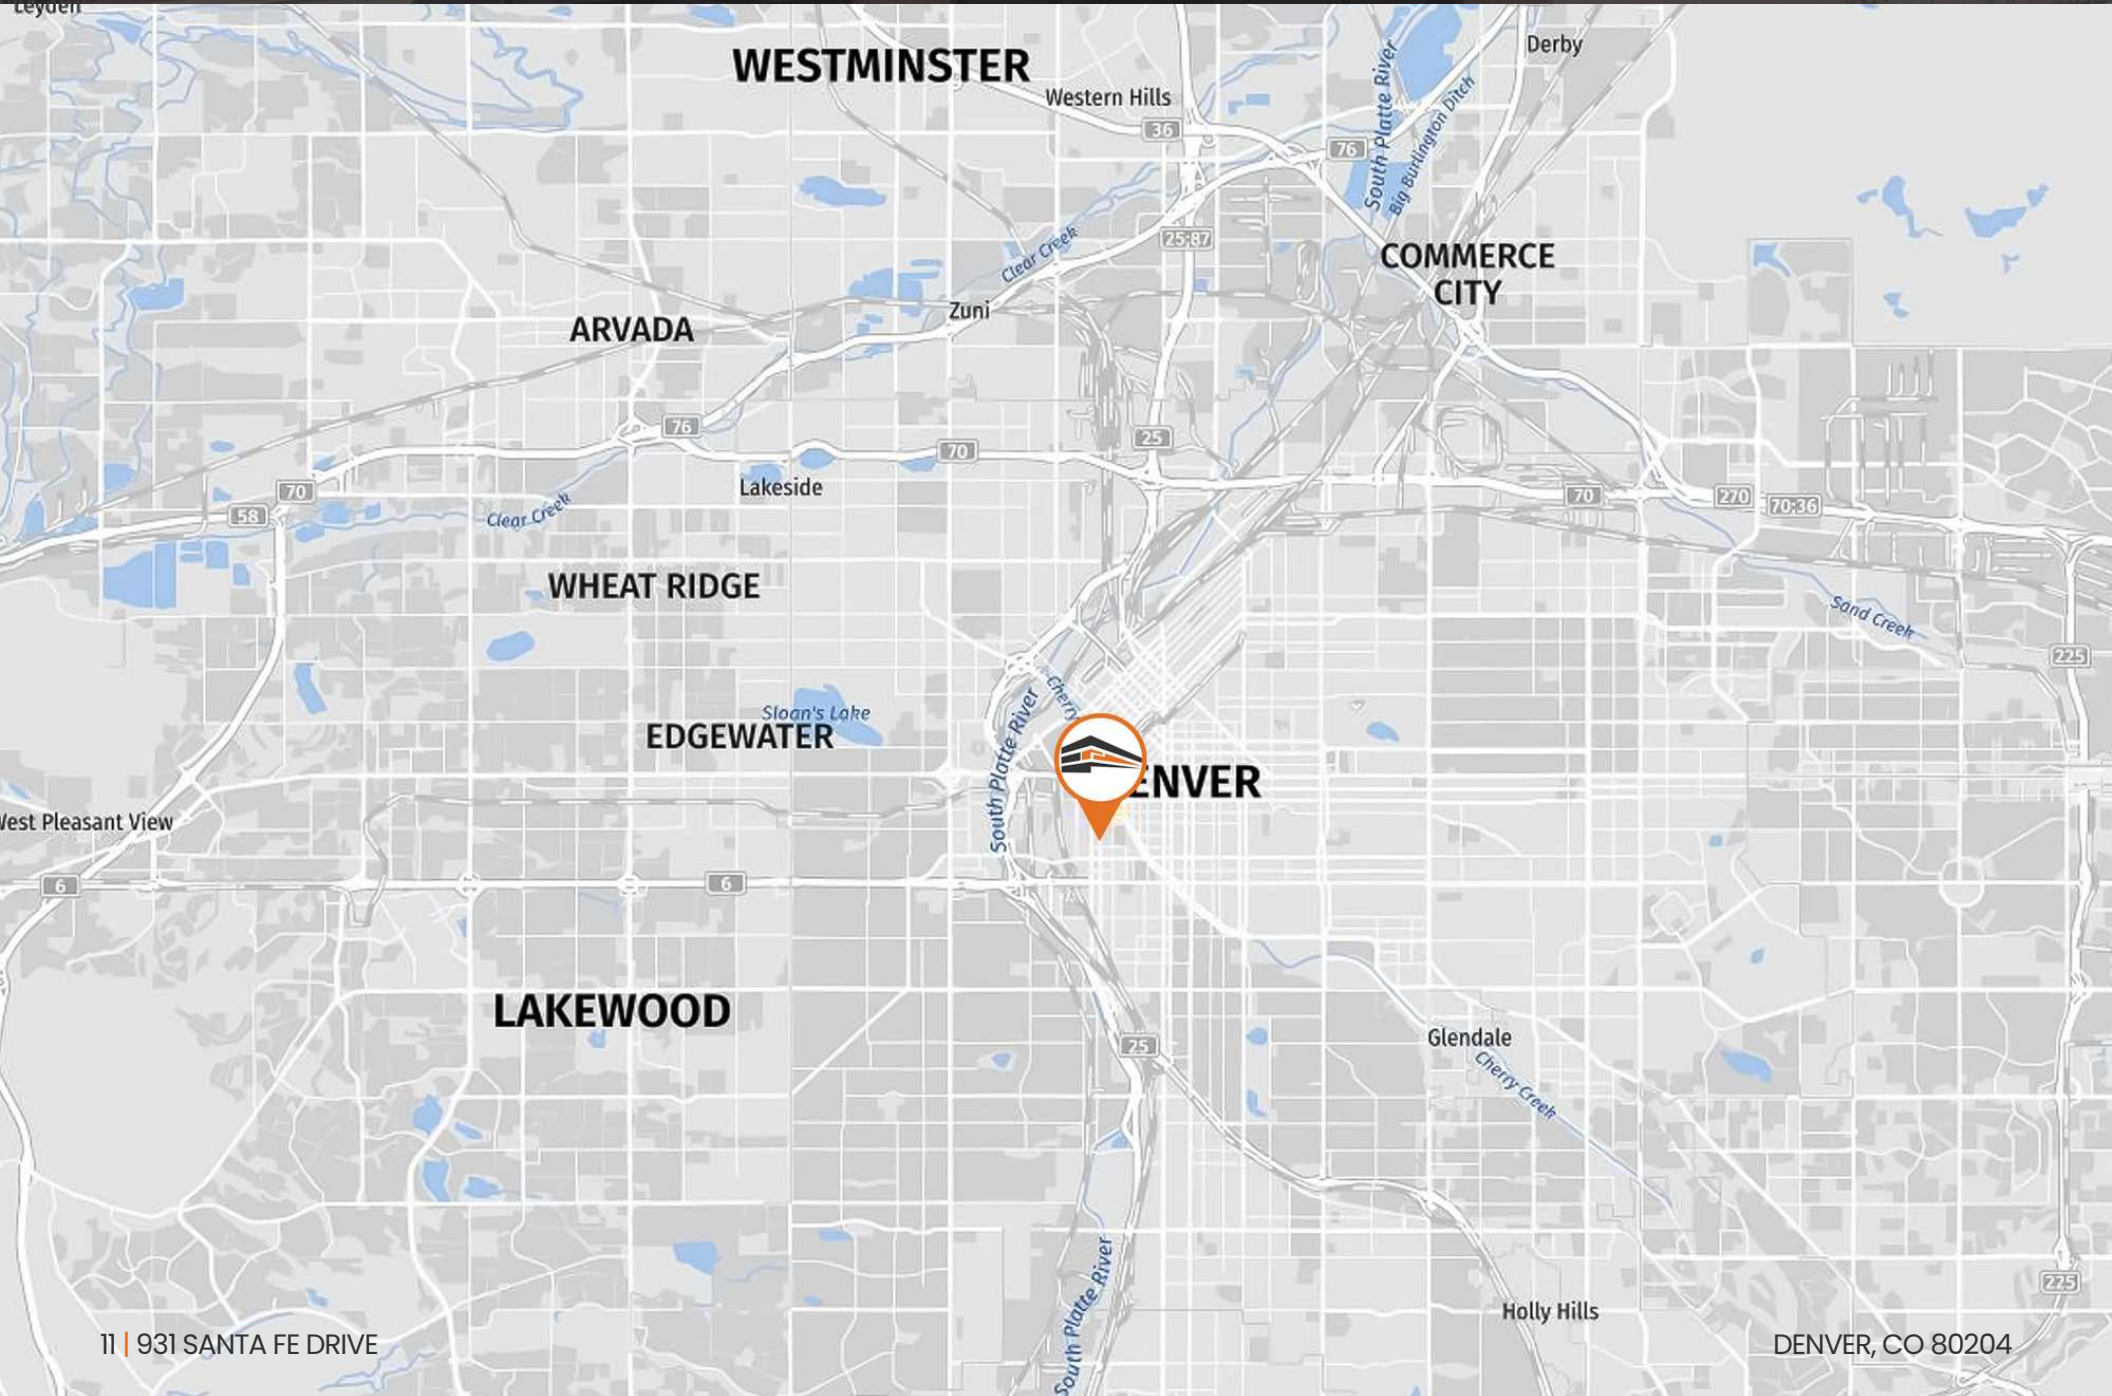 Leyden
WESTMINSTER
Derby
Western Hills
36
76
South Platte River
Big Burlington Ditch
25;87
Clear Creek
COMMERCE
CITY
Zuni
ARVADA
76
25
70
Lakeside
70
58
Clear Creek
70
270
70;36
WHEAT RIDGE
Sand Creek
225
Cherry
Sloan's Lake
EDGEWATER
South Platte River
ENVER
West Pleasant View
6
6
LAKEWOOD
25
Glendale
Cherry Creek
South Platte River
225
Holly Hills
11 | 931 SANTA FE DRIVE
DENVER, CO 80204